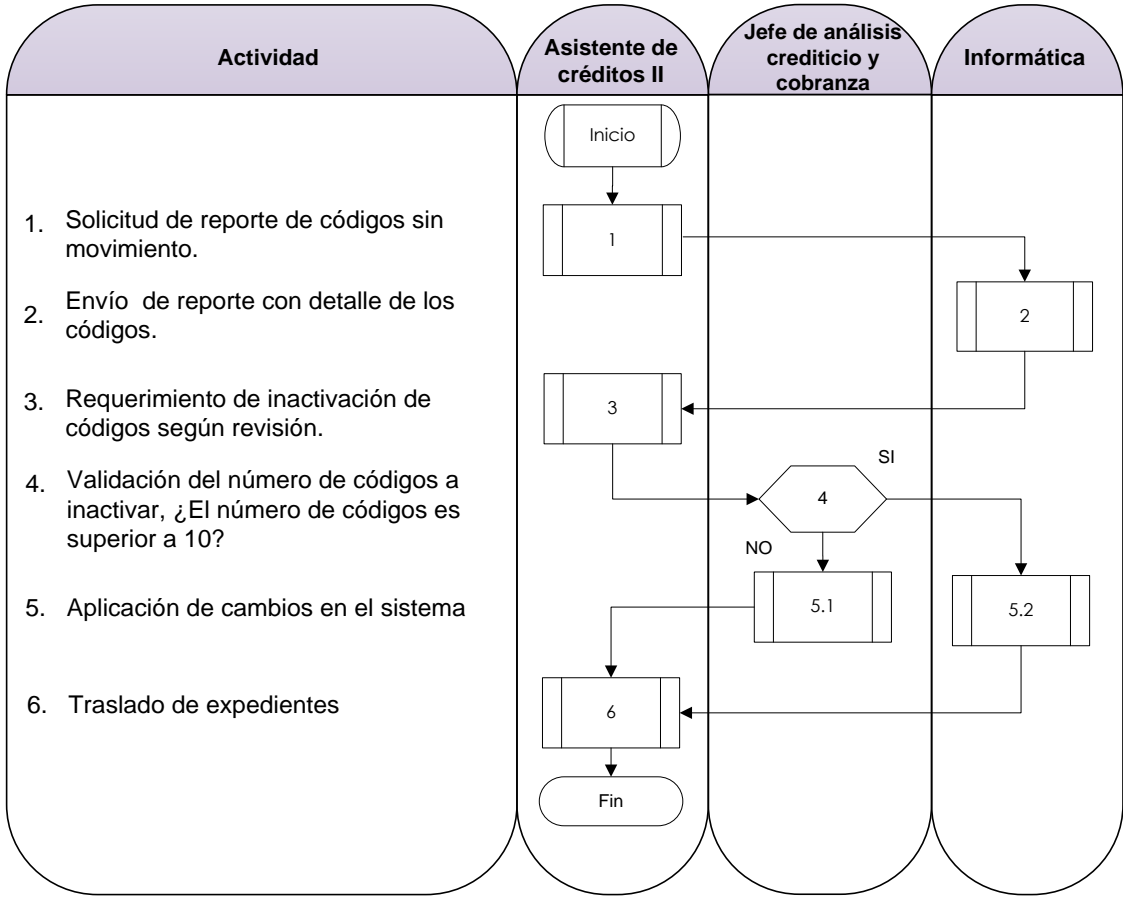 Actividad
Asistente de
créditos II
Jefe de análisis
crediticio y
cobranza
Informática
Inicio
1. Solicitud de reporte de códigos sin
movimiento.
1
2. Envío de reporte con detalle de los
códigos.
2
3. Requerimiento de inactivación de
códigos según revisión.
3
4. Validación del número de códigos a
inactivar, ¿El número de códigos es
superior a 10?
4
SI
NO
5. Aplicación de cambios en el sistema
5.1
5.2
6. Traslado de expedientes
6
Fin